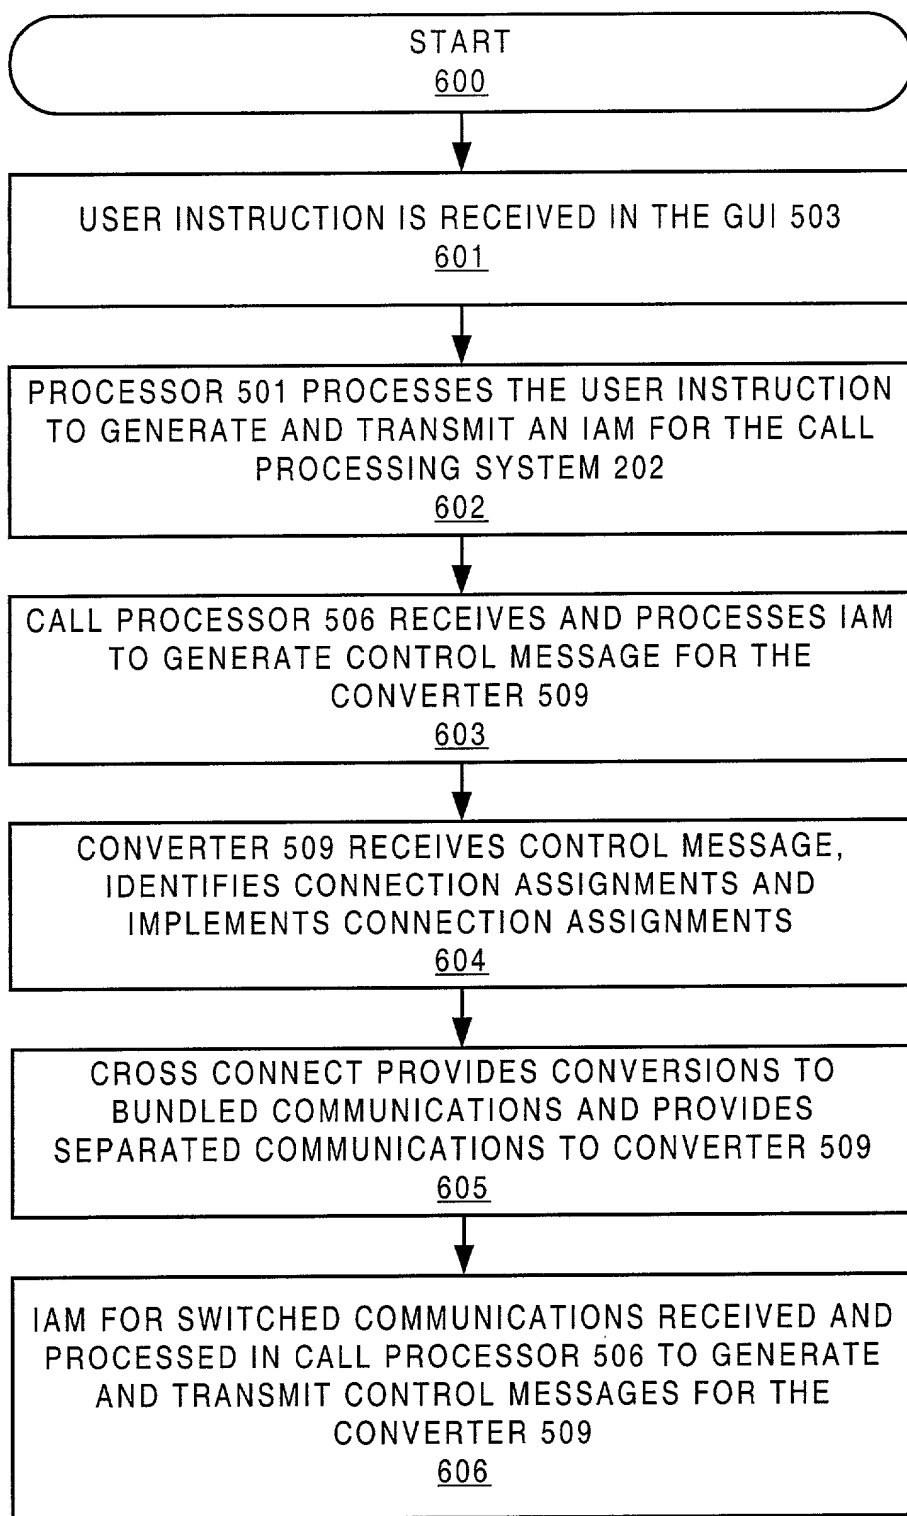 START
600
USER INSTRUCTION IS RECEIVED IN THE GUI 503
601
PROCESSOR 501 PROCESSES THE USER INSTRUCTION
TO GENERATE AND TRANSMIT AN IAM FOR THE CALL
PROCESSING SYSTEM 202
602
CALL PROCESSOR 506 RECEIVES AND PROCESSES IAM
TO GENERATE CONTROL MESSAGE FOR THE
CONVERTER 509
603
CONVERTER 509 RECEIVES CONTROL MESSAGE,
IDENTIFIES CONNECTION ASSIGNMENTS AND
IMPLEMENTS CONNECTION ASSIGNMENTS
604
CROSS CONNECT PROVIDES CONVERSIONS TO
BUNDLED COMMUNICATIONS AND PROVIDES
SEPARATED COMMUNICATIONS TO CONVERTER 509
605
IAM FOR SWITCHED COMMUNICATIONS RECEIVED AND
PROCESSED IN CALL PROCESSOR 506 TO GENERATE
AND TRANSMIT CONTROL MESSAGES FOR THE
CONVERTER 509
606